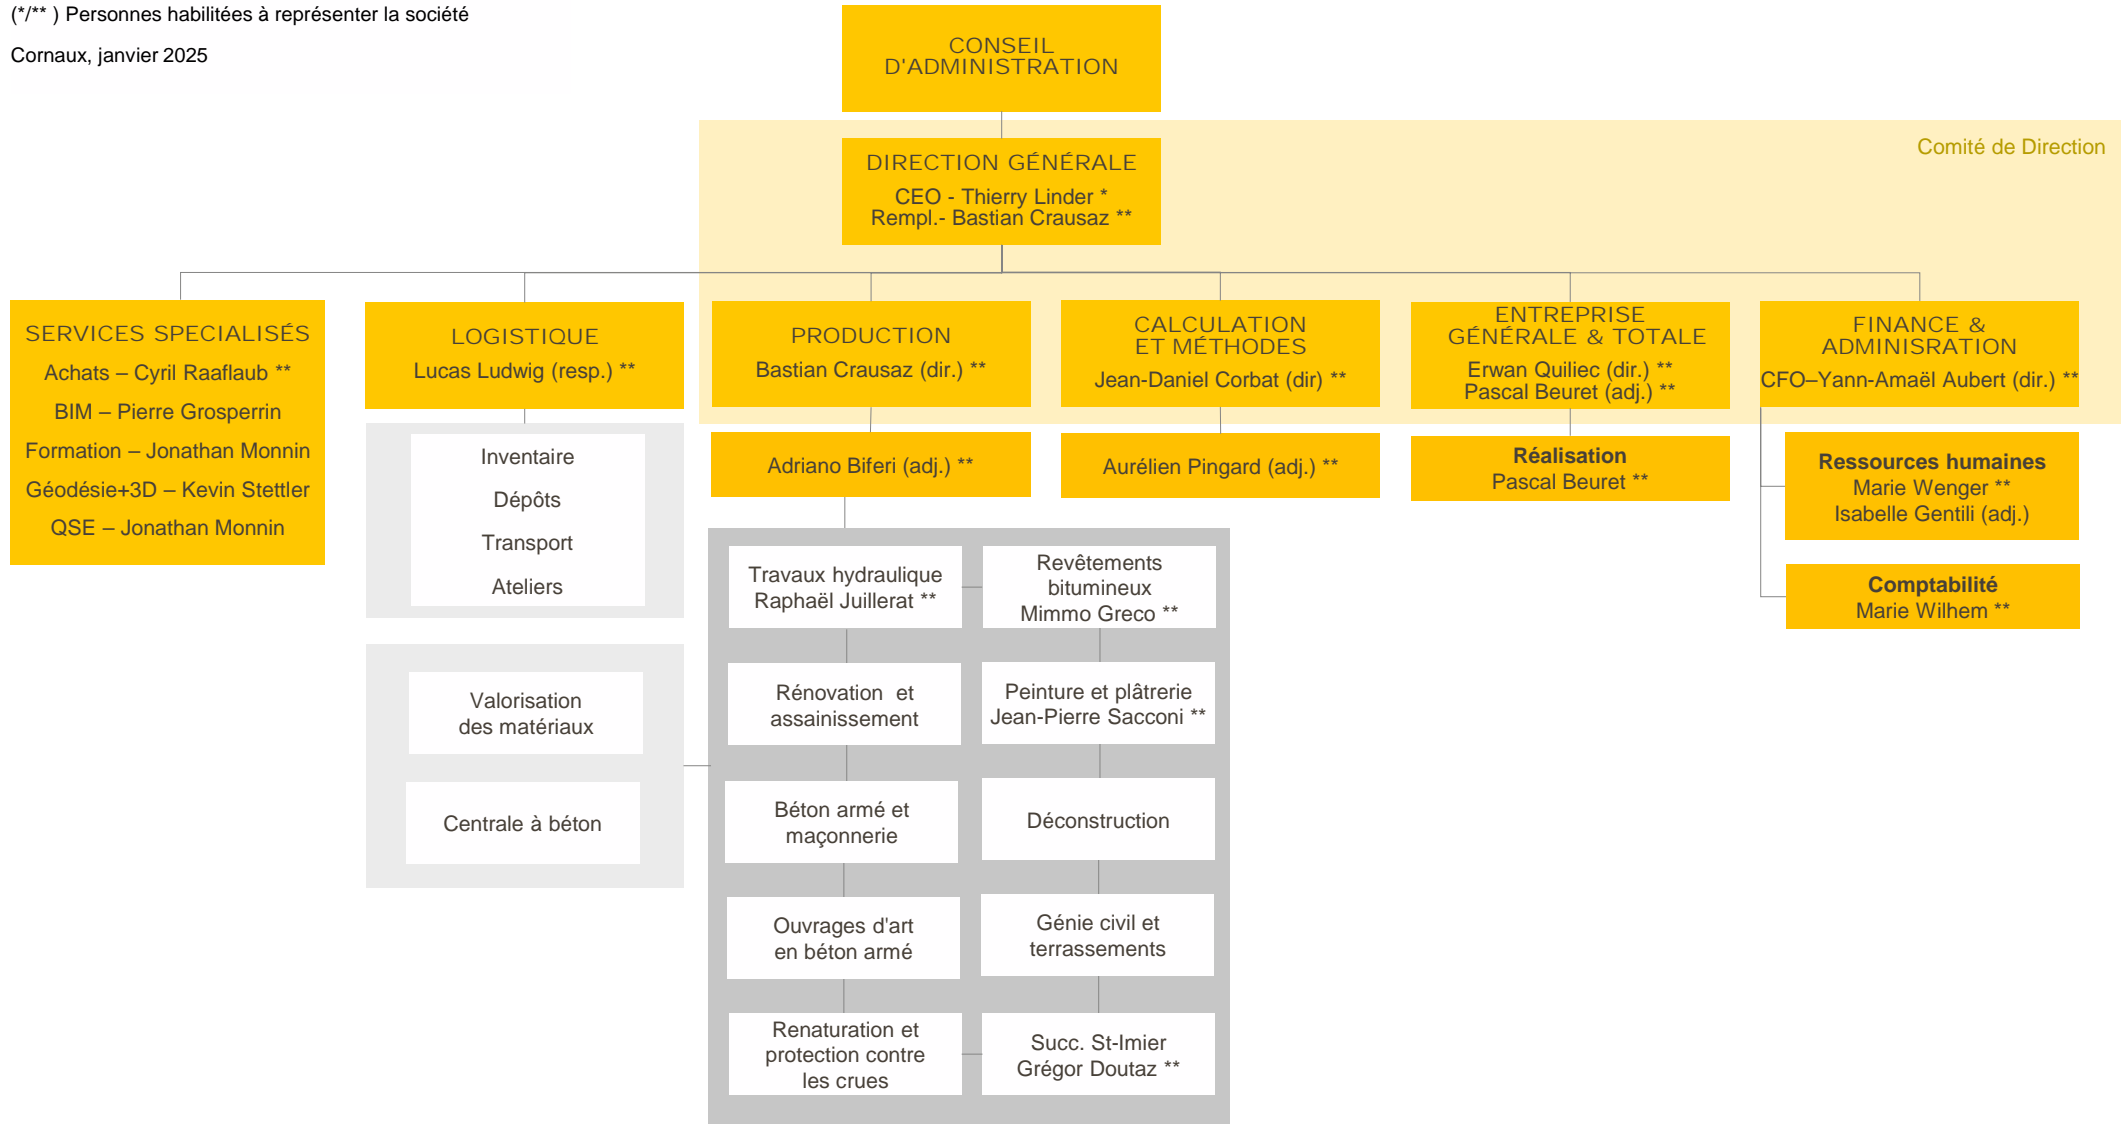 (*/** ) Personnes habilitées à représenter la société
Cornaux, janvier 2025
CONSEIL
D'ADMINISTRATION
Comité de Direction
DIRECTION GÉNÉRALE
CEO - Thierry Linder *
Rempl.- Bastian Crausaz **
SERVICES SPECIALISÉS
Achats – Cyril Raaflaub **
BIM – Pierre Grosperrin
Formation – Jonathan Monnin
Géodésie+3D – Kevin Stettler
QSE – Jonathan Monnin
LOGISTIQUE
Lucas Ludwig (resp.) **
Inventaire
Dépôts
Transport
Ateliers
Valorisation
des matériaux
Centrale à béton
PRODUCTION
Bastian Crausaz (dir.) **
Adriano Biferi (adj.) **
Travaux hydraulique
Raphaël Juillerat **
Revêtements
bitumineux
Mimmo Greco **
Rénovation et
assainissement
Peinture et plâtrerie
Jean-Pierre Sacconi **
Béton armé et
maçonnerie
Déconstruction
Ouvrages d'art
en béton armé
Génie civil et
terrassements
Renaturation et
protection contre
les crues
Succ. St-Imier
Grégor Doutaz **
CALCULATION
ET MÉTHODES
Jean-Daniel Corbat (dir) **
Aurélien Pingard (adj.) **
ENTREPRISE
GÉNÉRALE & TOTALE
Erwan Quiliec (dir.) **
Pascal Beuret (adj.) **
Réalisation
Pascal Beuret **
FINANCE &
ADMINISRATION
CFO–Yann-Amaël Aubert (dir.) **
Ressources humaines
Marie Wenger **
Isabelle Gentili (adj.)
Comptabilité
Marie Wilhem **